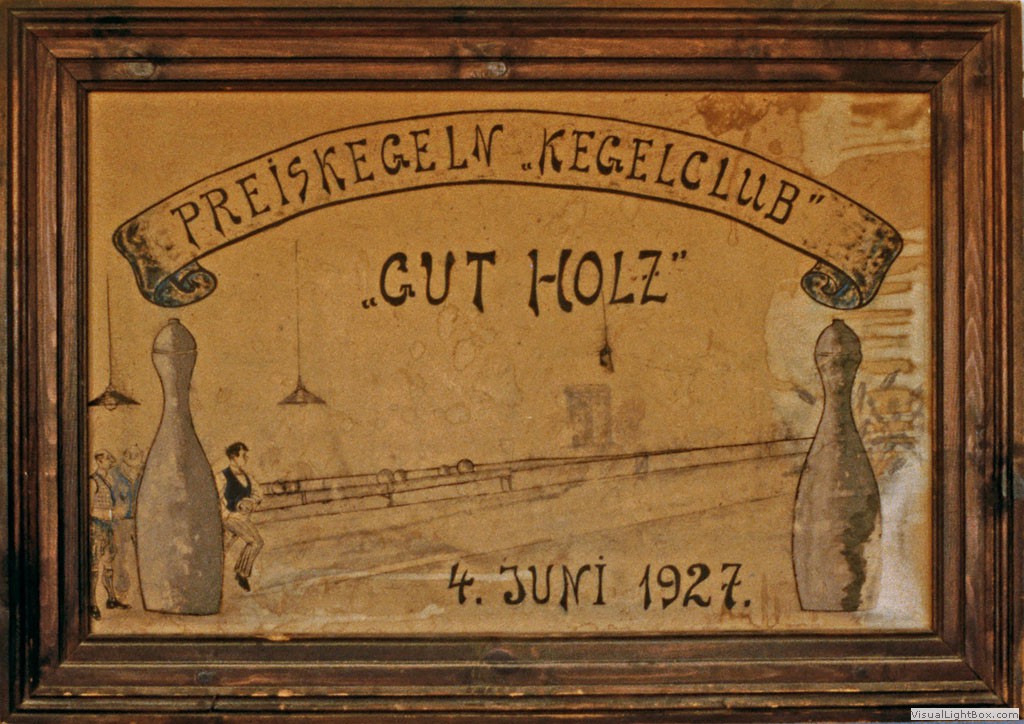 PREiSKEGELN „KEGELCLUB"
„GUT HOLZ"
4. JUNi 1927.
VisualLightBox.com